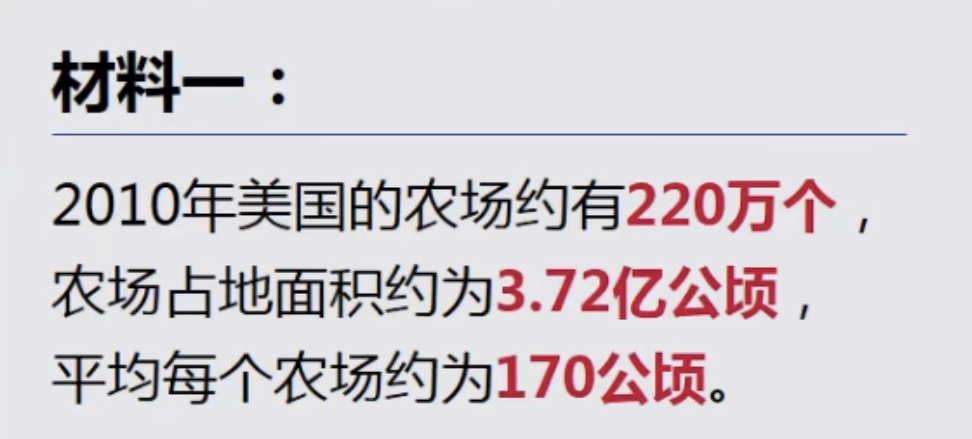 材料一：
2010年美国的农场约有220万个，
农场占地面积约为3.72亿公顷，
平均每个农场约为170公顷。